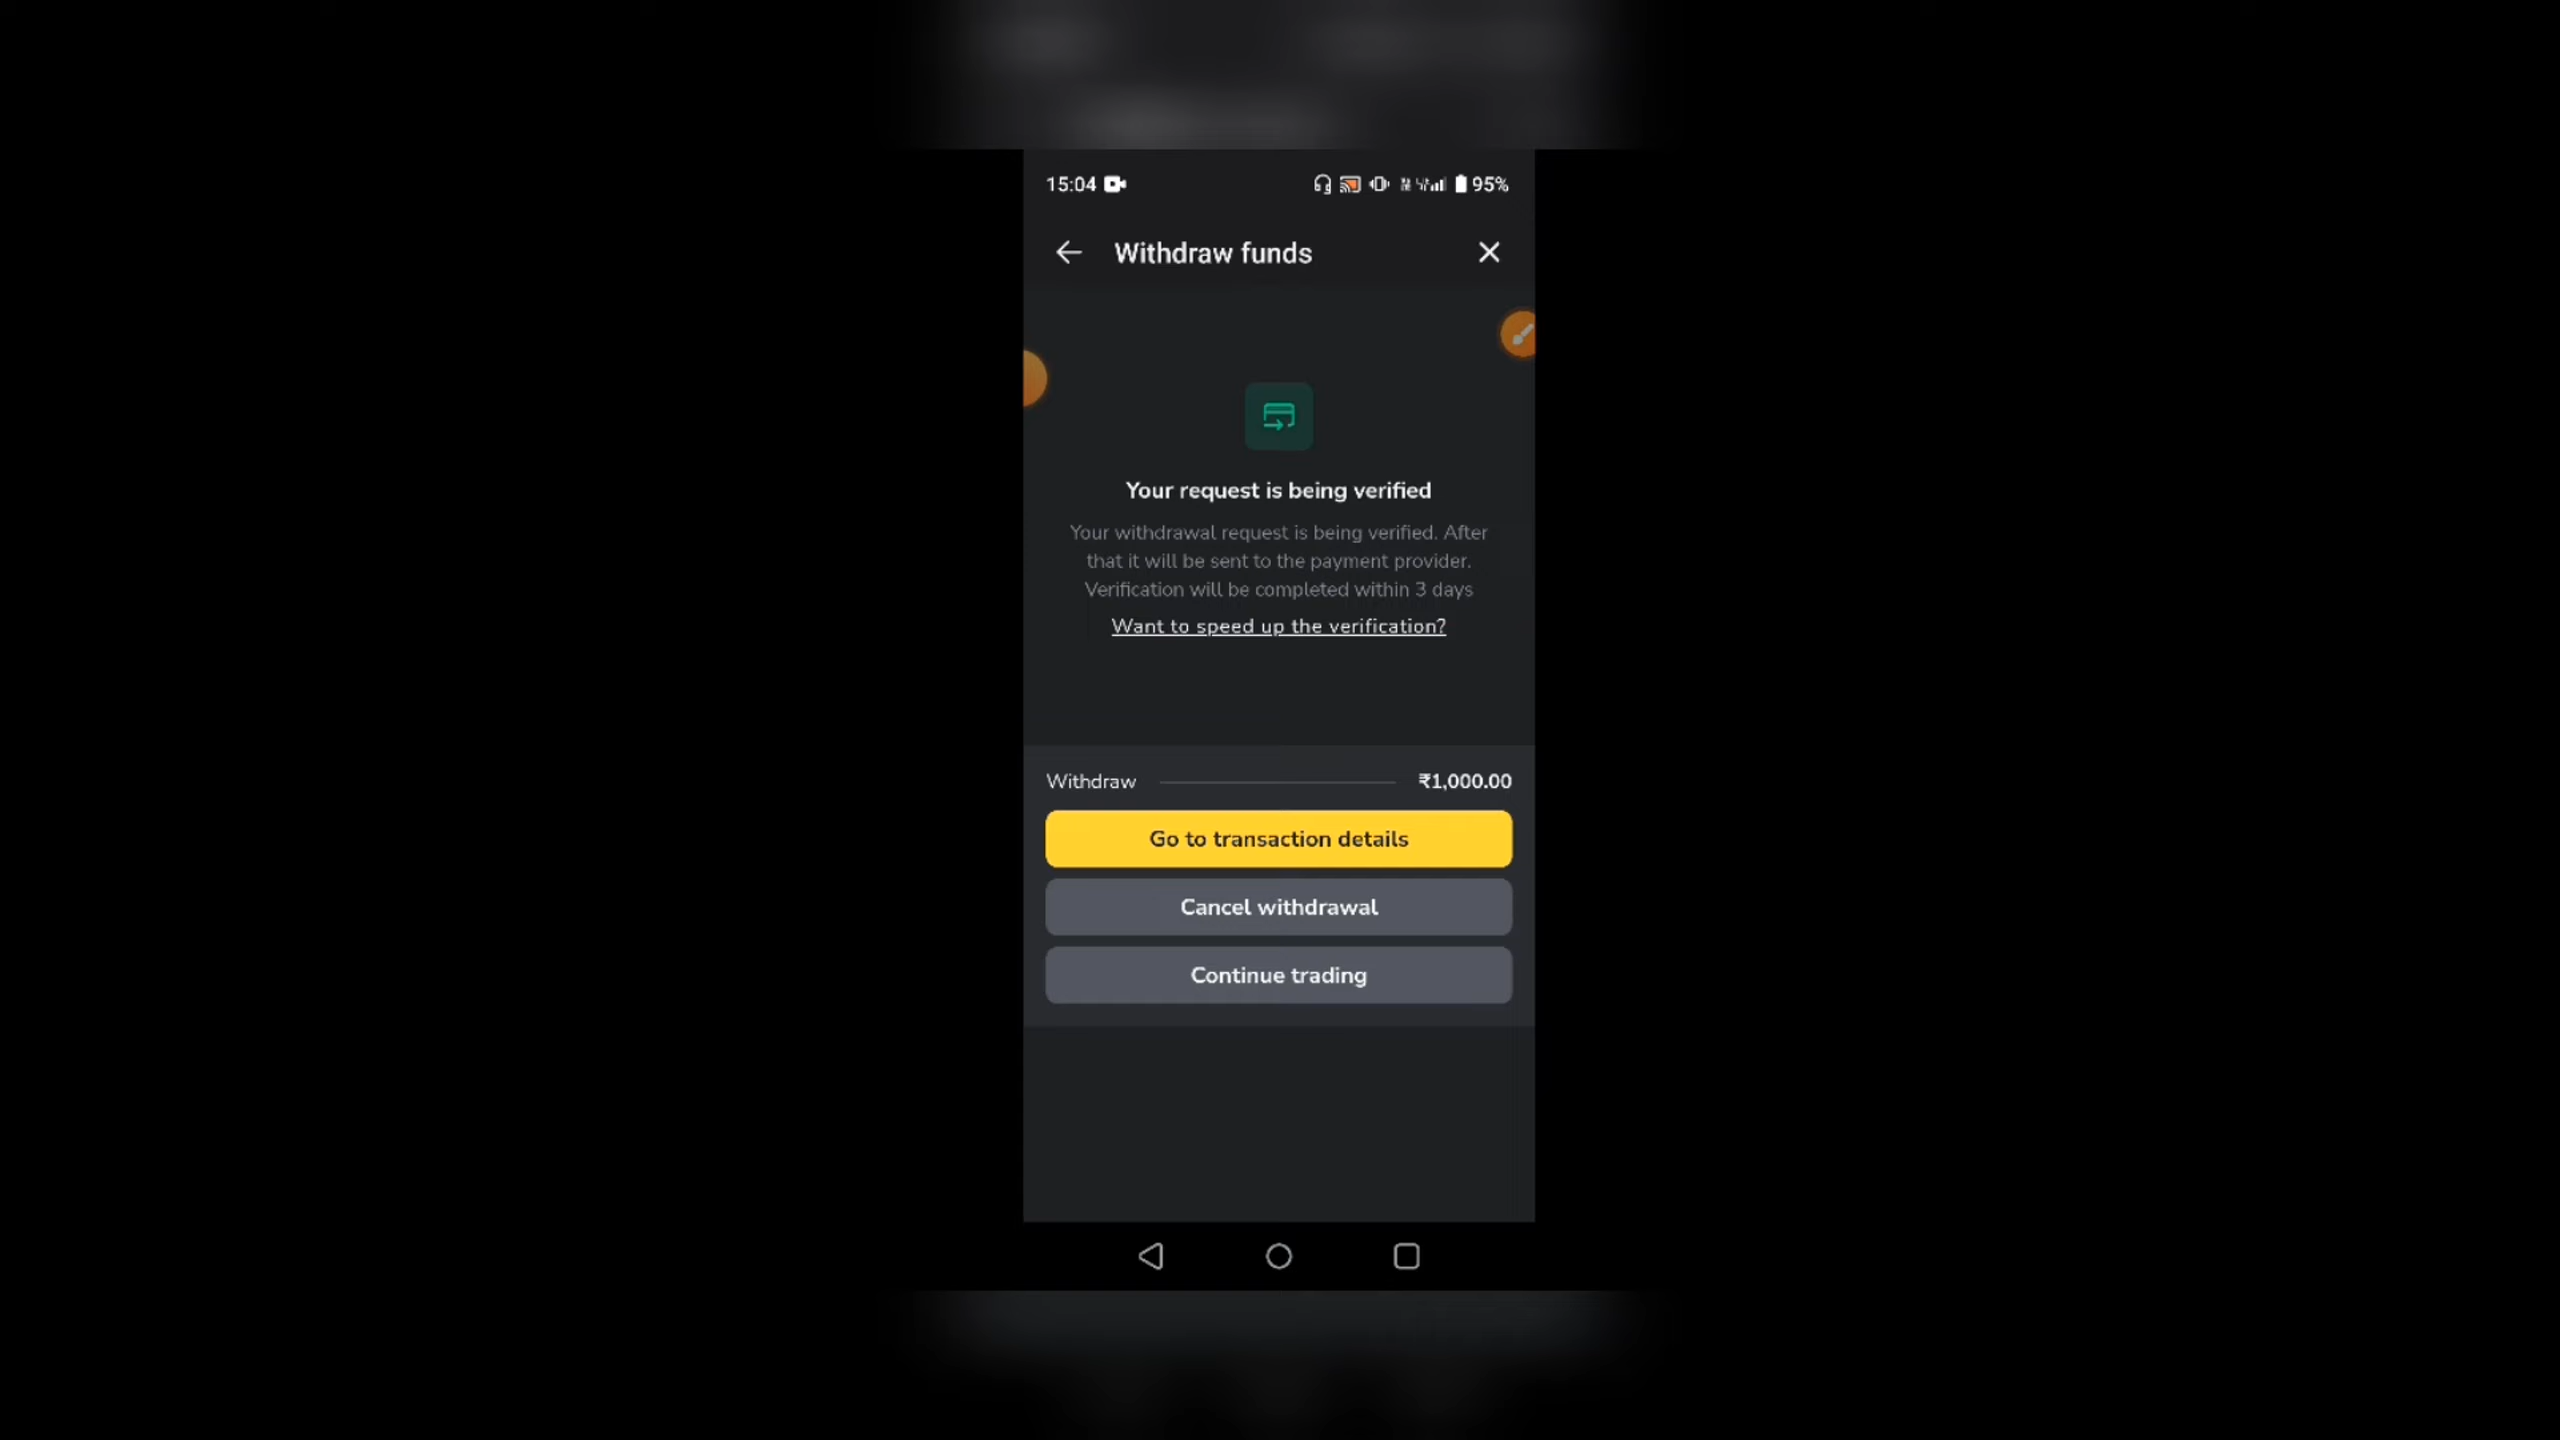 15:04
95%
Withdraw funds
Your request is being verified
Your withdrawal request is being verified. After
that it will be sent to the payment provider.
Verification will be completed within 3 days
Want to speed up the verification?
Withdraw ₹1,000.00
Go to transaction details
Cancel withdrawal
Continue trading